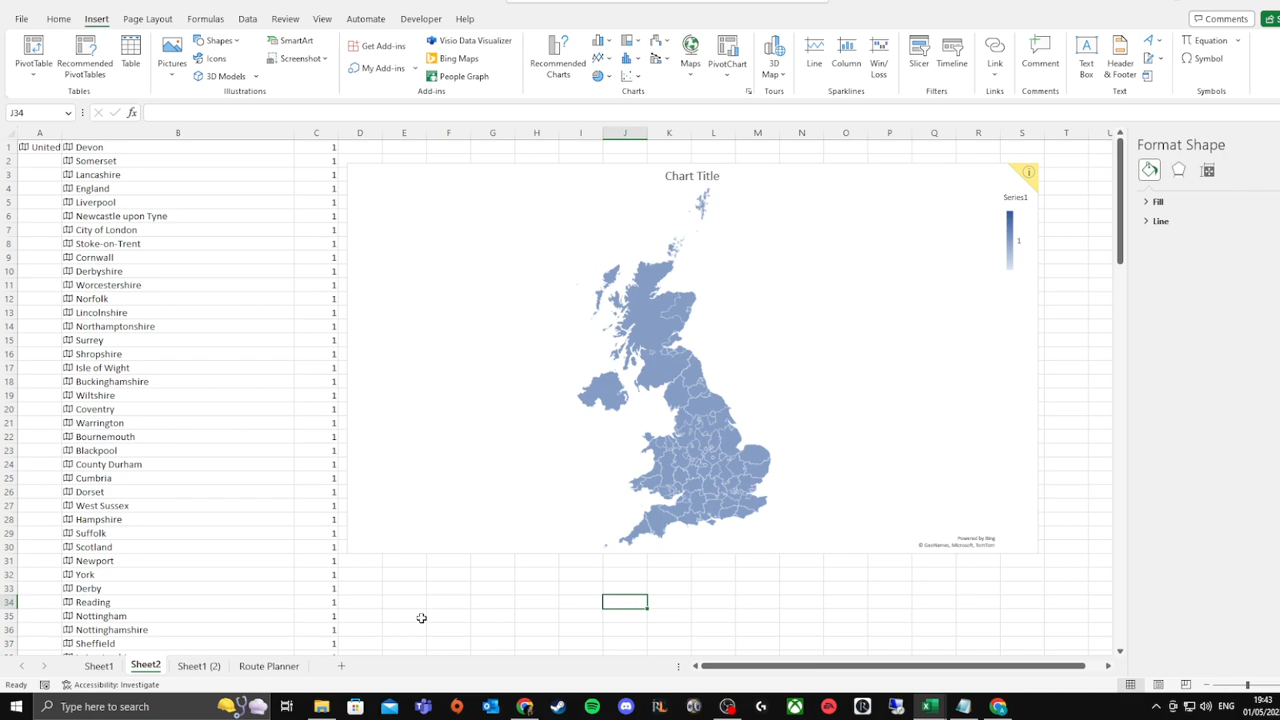 File Home Insert Page Layout Formulas Data Review View Automate Developer Help Comments
PivotTable Recommended PivotTables Table Pictures Shapes Icons 3D Models SmartArt Screenshot Get Add-ins My Add-ins Visio Data Visualizer Bing Maps People Graph Recommended Charts Maps PivotChart 3D Map Line Column Win/Loss Slicer Timeline Link Comment Text Box Header & Footer Equation Symbol
Tables Illustrations Add-ins Charts Tours Sparklines Filters Links Comments Text Symbols
J34 fx
A B C D E F G H I J K L M N O P Q R S T
1 United Devon 1
2 Somerset 1
3 Lancashire 1
4 England 1
5 Liverpool 1
6 Newcastle upon Tyne 1
7 City of London 1
8 Stoke-on-Trent 1
9 Cornwall 1
10 Derbyshire 1
11 Worcestershire 1
12 Norfolk 1
13 Lincolnshire 1
14 Northamptonshire 1
15 Surrey 1
16 Shropshire 1
17 Isle of Wight 1
18 Buckinghamshire 1
19 Wiltshire 1
20 Coventry 1
21 Warrington 1
22 Bournemouth 1
23 Blackpool 1
24 County Durham 1
25 Cumbria 1
26 Dorset 1
27 West Sussex 1
28 Hampshire 1
29 Suffolk 1
30 Scotland 1
31 Newport 1
32 York 1
33 Derby 1
34 Reading 1
35 Nottingham 1
36 Nottinghamshire 1
37 Sheffield 1
Chart Title
Series1
1
Powered by Bing
© GeoNames, Microsoft, TomTom
Format Shape
Fill
Line
Sheet1 Sheet2 Sheet1 (2) Route Planner
Ready Accessibility: Investigate
Type here to search
ENG
19:43
01/05/202